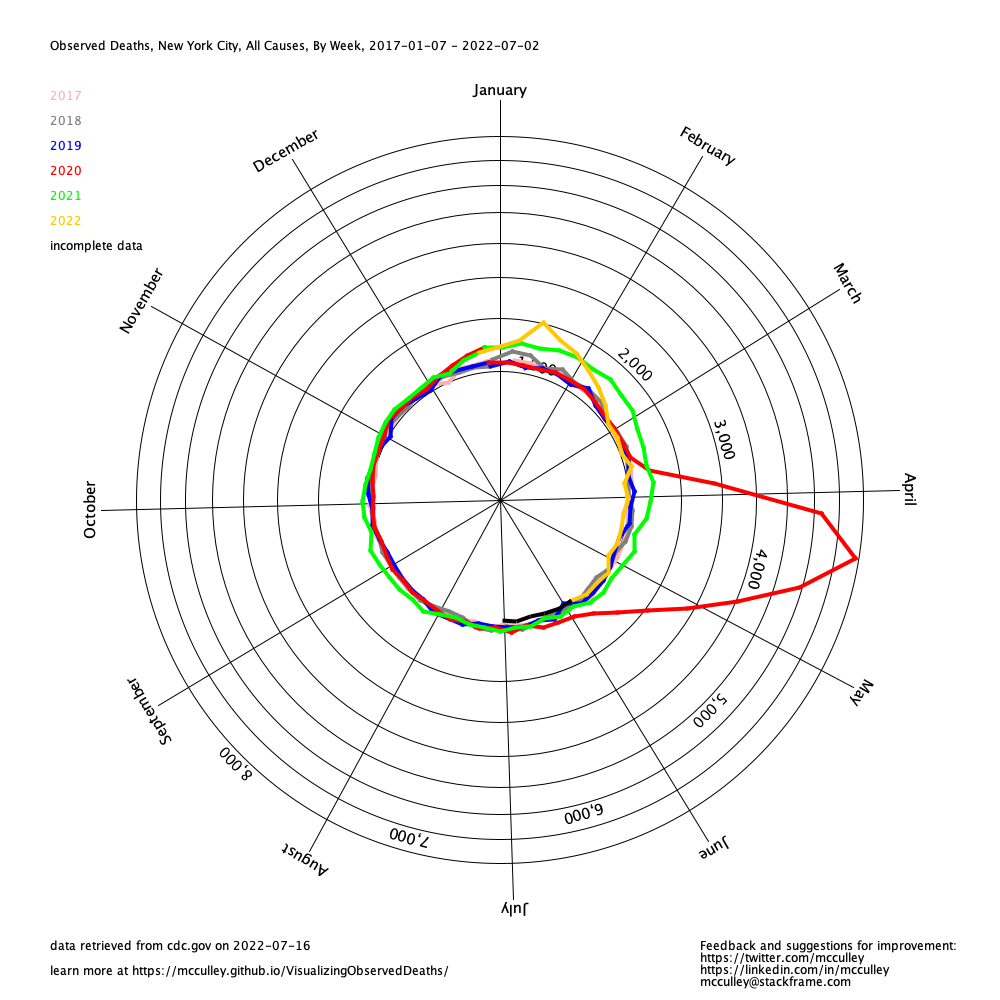 Observed Deaths, New York City, All Causes, By Week, 2017-01-07 - 2022-07-02
2017
2018
2019
2020
2021
2022
incomplete data
January
February
March
April
May
June
July
August
September
October
November
December
2,000
3,000
4,000
5,000
6,000
7,000
8,000
data retrieved from cdc.gov on 2022-07-16
learn more at https://mcculley.github.io/VisualizingObservedDeaths/
Feedback and suggestions for improvement:
https://twitter.com/mcculley
https://linkedin.com/in/mcculley
mcculley@stackframe.com